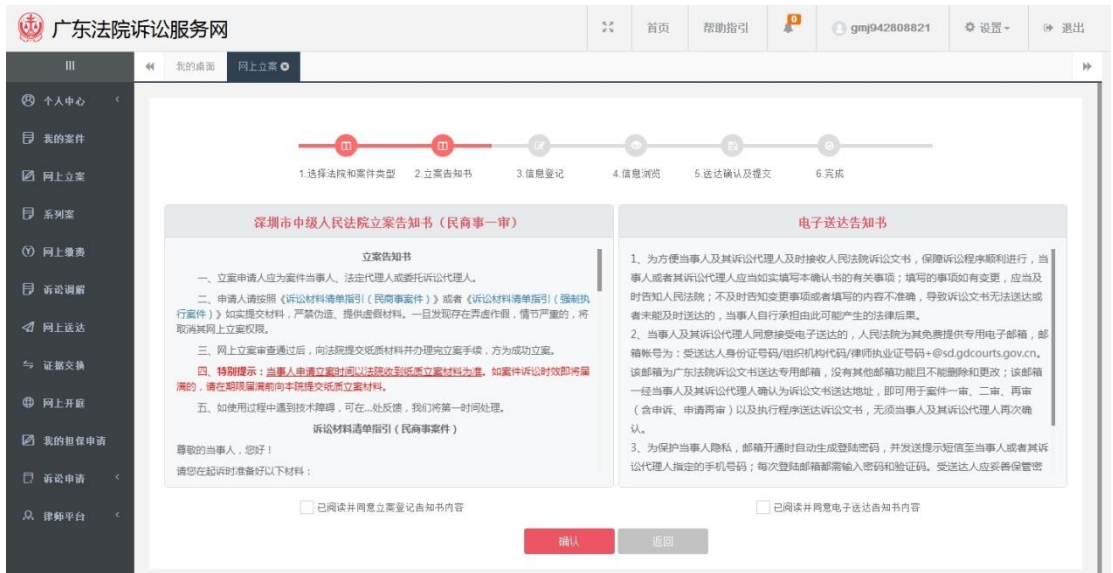 广东法院诉讼服务网
首页
帮助指引
0
gmj942808821
设置
退出
我的桌面
网上立案
个人中心
我的案件
网上立案
系列案
网上缴费
诉讼调解
网上送达
证据交换
网上开庭
我的担保申请
诉讼申请
律师平台
1.选择法院和案件类型
2.立案告知书
3.信息登记
4.信息浏览
5.送达确认及提交
6.完成
深圳市中级人民法院立案告知书（民商事一审）
立案告知书
一、立案申请人应为案件当事人、法定代理人或委托诉讼代理人。
二、申请人请按照《诉讼材料清单指引（民商事案件）》或者《诉讼材料清单指引（强制执
行案件）》如实提交材料，严禁伪造、提供虚假材料。一旦发现存在弄虚作假，情节严重的，将
取消其网上立案权限。
三、网上立案审查通过后，向法院提交纸质材料并办理完立案手续，方为成功立案。
四、特别提示：当事人申请立案时间以法院收到纸质立案材料为准。如案件诉讼时效即将届
满的，请在期限届满前向本院提交纸质立案材料。
五、如使用过程中遇到技术障碍，可在...处反馈，我们将第一时间处理。
诉讼材料清单指引（民商事案件）
尊敬的当事人，您好！
请您在起诉时准备好以下材料：
电子送达告知书
1、为方便当事人及其诉讼代理人及时接收人民法院诉讼文书，保障诉讼程序顺利进行，当
事人或者其诉讼代理人应当如实填写本确认书的有关事项；填写的事项如有变更，应当及
时告知人民法院；不及时告知变更事项或者填写的内容不准确，导致诉讼文书无法送达或
者未能及时送达的，当事人自行承担由此可能产生的法律后果。
2、当事人及其诉讼代理人同意接受电子送达的，人民法院为其免费提供专用电子邮箱，邮
箱帐号为：受送达人身份证号码/组织机构代码/律师执业证号码+@sd.gdcourts.gov.cn。
该邮箱为广东法院诉讼文书送达专用邮箱，没有其他邮箱功能且不能删除和更改；该邮箱
一经当事人及其诉讼代理人确认为诉讼文书送达地址，即可用于案件一审、二审、再审
（含申诉、申请再审）以及执行程序送达诉讼文书，无须当事人及其诉讼代理人再次确
认。
3、为保护当事人隐私，邮箱开通时自动生成登陆密码，并发送提示短信至当事人或者其诉
讼代理人指定的手机号码；每次登陆邮箱都需输入密码和验证码。受送达人应妥善保管密
已阅读并同意立案登记告知书内容
已阅读并同意电子送达告知书内容
确认
返回